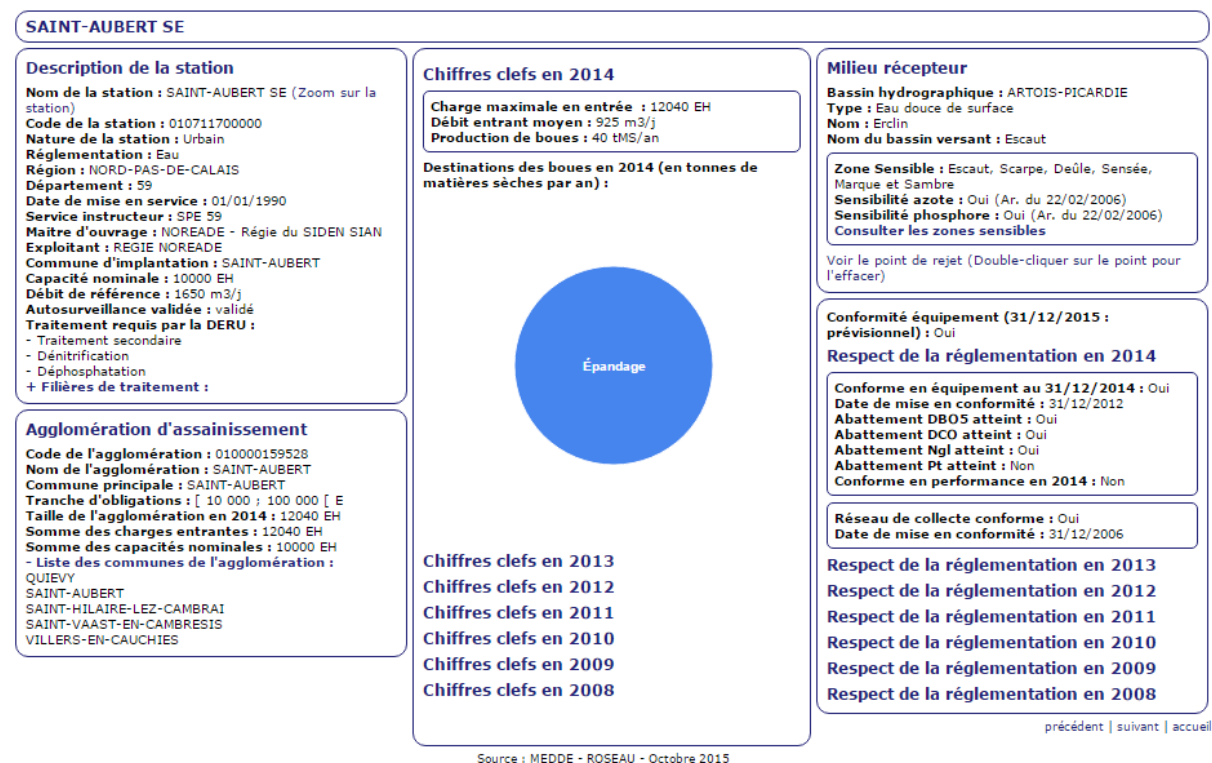 SAINT-AUBERT SE
Description de la station
Nom de la station : SAINT-AUBERT SE (Zoom sur la
station)
Code de la station : 010711700000
Nature de la station : Urbain
Réglementation : Eau
Région : NORD-PAS-DE-CALAIS
Département : 59
Date de mise en service : 01/01/1990
Service instructeur : SPE 59
Maitre d'ouvrage : NOREADE - Régie du SIDEN SIAN
Exploitant : REGIE NOREADE
Commune d'implantation : SAINT-AUBERT
Capacité nominale : 10000 EH
Débit de référence : 1650 m3/j
Autosurveillance validée : validé
Traitement requis par la DERU :
- Traitement secondaire
- Dénitrification
- Déphosphatation
+ Filières de traitement :
Agglomération d'assainissement
Code de l'agglomération : 010000159528
Nom de l'agglomération : SAINT-AUBERT
Commune principale : SAINT-AUBERT
Tranche d'obligations : [ 10 000 ; 100 000 [ E
Taille de l'agglomération en 2014 : 12040 EH
Somme des charges entrantes : 12040 EH
Somme des capacités nominales : 10000 EH
- Liste des communes de l'agglomération :
QUIEVY
SAINT-AUBERT
SAINT-HILAIRE-LEZ-CAMBRAI
SAINT-VAAST-EN-CAMBRESIS
VILLERS-EN-CAUCHIES
Chiffres clefs en 2014
Charge maximale en entrée : 12040 EH
Débit entrant moyen : 925 m3/j
Production de boues : 40 tMS/an
Destinations des boues en 2014 (en tonnes de
matières sèches par an) :
Épandage
Chiffres clefs en 2013
Chiffres clefs en 2012
Chiffres clefs en 2011
Chiffres clefs en 2010
Chiffres clefs en 2009
Chiffres clefs en 2008
Milieu récepteur
Bassin hydrographique : ARTOIS-PICARDIE
Type : Eau douce de surface
Nom : Erclin
Nom du bassin versant : Escaut
Zone Sensible : Escaut, Scarpe, Deûle, Sensée,
Marque et Sambre
Sensibilité azote : Oui (Ar. du 22/02/2006)
Sensibilité phosphore : Oui (Ar. du 22/02/2006)
Consulter les zones sensibles
Voir le point de rejet (Double-cliquer sur le point pour
l'effacer)
Conformité équipement (31/12/2015 :
prévisionnel) : Oui
Respect de la réglementation en 2014
Conforme en équipement au 31/12/2014 : Oui
Date de mise en conformité : 31/12/2012
Abattement DBO5 atteint : Oui
Abattement DCO atteint : Oui
Abattement Ngl atteint : Oui
Abattement Pt atteint : Non
Conforme en performance en 2014 : Non
Réseau de collecte conforme : Oui
Date de mise en conformité : 31/12/2006
Respect de la réglementation en 2013
Respect de la réglementation en 2012
Respect de la réglementation en 2011
Respect de la réglementation en 2010
Respect de la réglementation en 2009
Respect de la réglementation en 2008
précédent | suivant | accueil
Source : MEDDE - ROSEAU - Octobre 2015